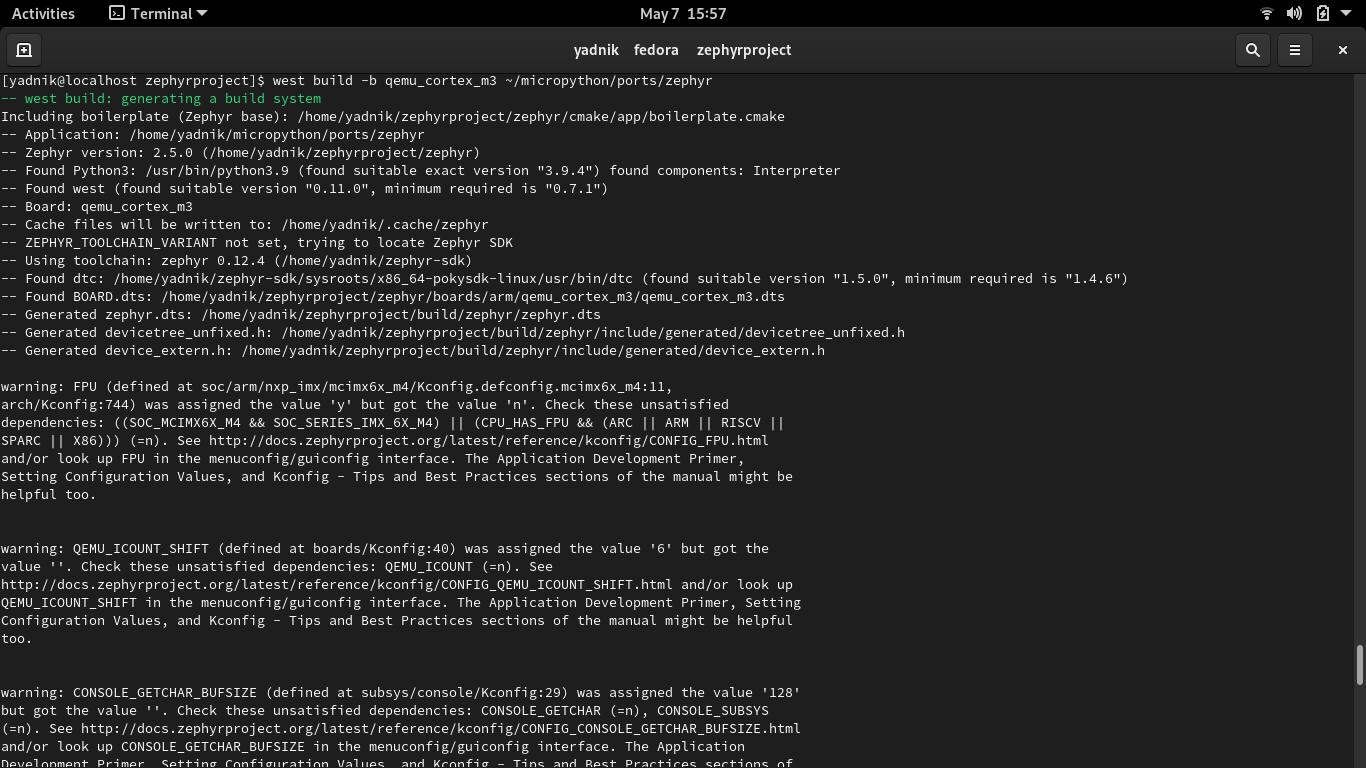 Activities Terminal May 7 15:57
yadnik fedora zephyrproject
[yadnik@localhost zephyrproject]$ west build -b qemu_cortex_m3 ~/micropython/ports/zephyr
-- west build: generating a build system
Including boilerplate (Zephyr base): /home/yadnik/zephyrproject/zephyr/cmake/app/boilerplate.cmake
-- Application: /home/yadnik/micropython/ports/zephyr
-- Zephyr version: 2.5.0 (/home/yadnik/zephyrproject/zephyr)
-- Found Python3: /usr/bin/python3.9 (found suitable exact version "3.9.4") found components: Interpreter
-- Found west (found suitable version "0.11.0", minimum required is "0.7.1")
-- Board: qemu_cortex_m3
-- Cache files will be written to: /home/yadnik/.cache/zephyr
-- ZEPHYR_TOOLCHAIN_VARIANT not set, trying to locate Zephyr SDK
-- Using toolchain: zephyr 0.12.4 (/home/yadnik/zephyr-sdk)
-- Found dtc: /home/yadnik/zephyr-sdk/sysroots/x86_64-pokysdk-linux/usr/bin/dtc (found suitable version "1.5.0", minimum required is "1.4.6")
-- Found BOARD.dts: /home/yadnik/zephyrproject/zephyr/boards/arm/qemu_cortex_m3/qemu_cortex_m3.dts
-- Generated zephyr.dts: /home/yadnik/zephyrproject/build/zephyr/zephyr.dts
-- Generated devicetree_unfixed.h: /home/yadnik/zephyrproject/build/zephyr/include/generated/devicetree_unfixed.h
-- Generated device_extern.h: /home/yadnik/zephyrproject/build/zephyr/include/generated/device_extern.h
warning: FPU (defined at soc/arm/nxp_imx/mcimx6x_m4/Kconfig.defconfig.mcimx6x_m4:11,
arch/Kconfig:744) was assigned the value 'y' but got the value 'n'. Check these unsatisfied
dependencies: ((SOC_MCIMX6X_M4 && SOC_SERIES_IMX_6X_M4) || (CPU_HAS_FPU && (ARC || ARM || RISCV ||
SPARC || X86))) (=n). See http://docs.zephyrproject.org/latest/reference/kconfig/CONFIG_FPU.html
and/or look up FPU in the menuconfig/guiconfig interface. The Application Development Primer,
Setting Configuration Values, and Kconfig - Tips and Best Practices sections of the manual might be
helpful too.
warning: QEMU_ICOUNT_SHIFT (defined at boards/Kconfig:40) was assigned the value '6' but got the
value ''. Check these unsatisfied dependencies: QEMU_ICOUNT (=n). See
http://docs.zephyrproject.org/latest/reference/kconfig/CONFIG_QEMU_ICOUNT_SHIFT.html and/or look up
QEMU_ICOUNT_SHIFT in the menuconfig/guiconfig interface. The Application Development Primer, Setting
Configuration Values, and Kconfig - Tips and Best Practices sections of the manual might be helpful
too.
warning: CONSOLE_GETCHAR_BUFSIZE (defined at subsys/console/Kconfig:29) was assigned the value '128'
but got the value ''. Check these unsatisfied dependencies: CONSOLE_GETCHAR (=n), CONSOLE_SUBSYS
(=n). See http://docs.zephyrproject.org/latest/reference/kconfig/CONFIG_CONSOLE_GETCHAR_BUFSIZE.html
and/or look up CONSOLE_GETCHAR_BUFSIZE in the menuconfig/guiconfig interface. The Application
Development Primer, Setting Configuration Values, and Kconfig - Tips and Best Practices sections of